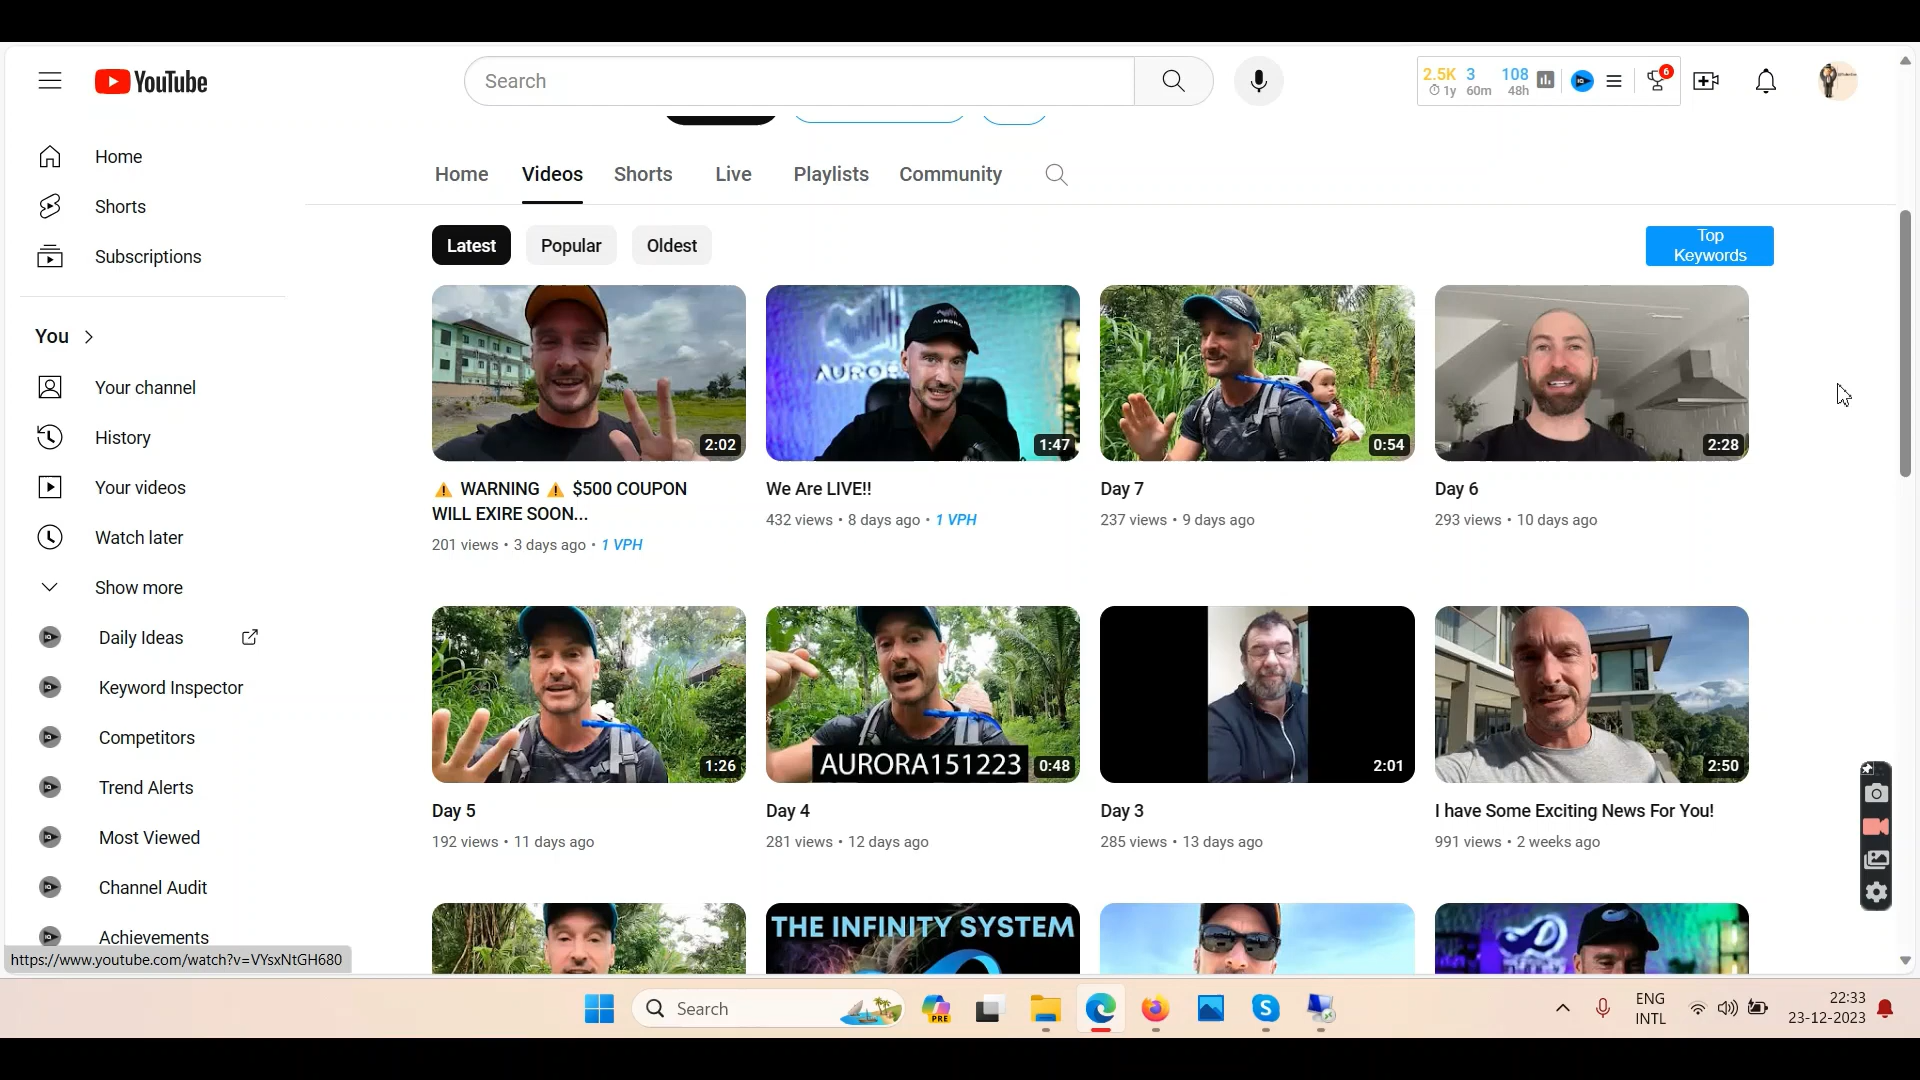 YouTube
Search
2.5K 3 108
1y 60m 48h
6
Home
Shorts
Subscriptions
You
Your channel
History
Your videos
Watch later
Show more
Daily Ideas
Keyword Inspector
Competitors
Trend Alerts
Most Viewed
Channel Audit
Achievements
https://www.youtube.com/watch?v=VYsxNtGH680
Home Videos Shorts Live Playlists Community
Latest Popular Oldest
Top
Keywords
AURORA
2:02 1:47 0:54 2:28
⚠ WARNING ⚠ $500 COUPON
WILL EXIRE SOON...
201 views • 3 days ago • 1 VPH
We Are LIVE!!
432 views • 8 days ago • 1 VPH
Day 7
237 views • 9 days ago
Day 6
293 views • 10 days ago
1:26
AURORA151223 0:48
2:01
2:50
Day 5
192 views • 11 days ago
Day 4
281 views • 12 days ago
Day 3
285 views • 13 days ago
I have Some Exciting News For You!
991 views • 2 weeks ago
THE INFINITY SYSTEM
Search
PRE
ENG
INTL
22:33
23-12-2023